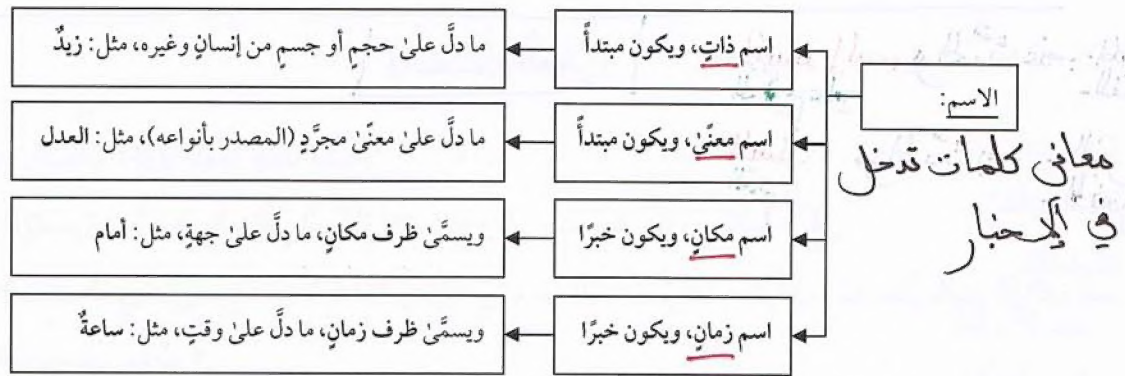 الاسم:
معاني كلمات تدخل
في الإخبار
اسم ذاتٍ، ويكون مبتدأً
ما دلَّ علىٰ حجمٍ أو جسمٍ من إنسانٍ وغيره، مثل: زيدٌ
اسم معنًىٰ، ويكون مبتدأً
ما دلَّ علىٰ معنًىٰ مجرَّدٍ (المصدر بأنواعه)، مثل: العدل
اسم مكانٍ، ويكون خبرًا
ويسمَّىٰ ظرف مكانٍ، ما دلَّ علىٰ جهةٍ، مثل: أمام
اسم زمانٍ، ويكون خبرًا
ويسمَّىٰ ظرف زمانٍ، ما دلَّ علىٰ وقتٍ، مثل: ساعةٌ